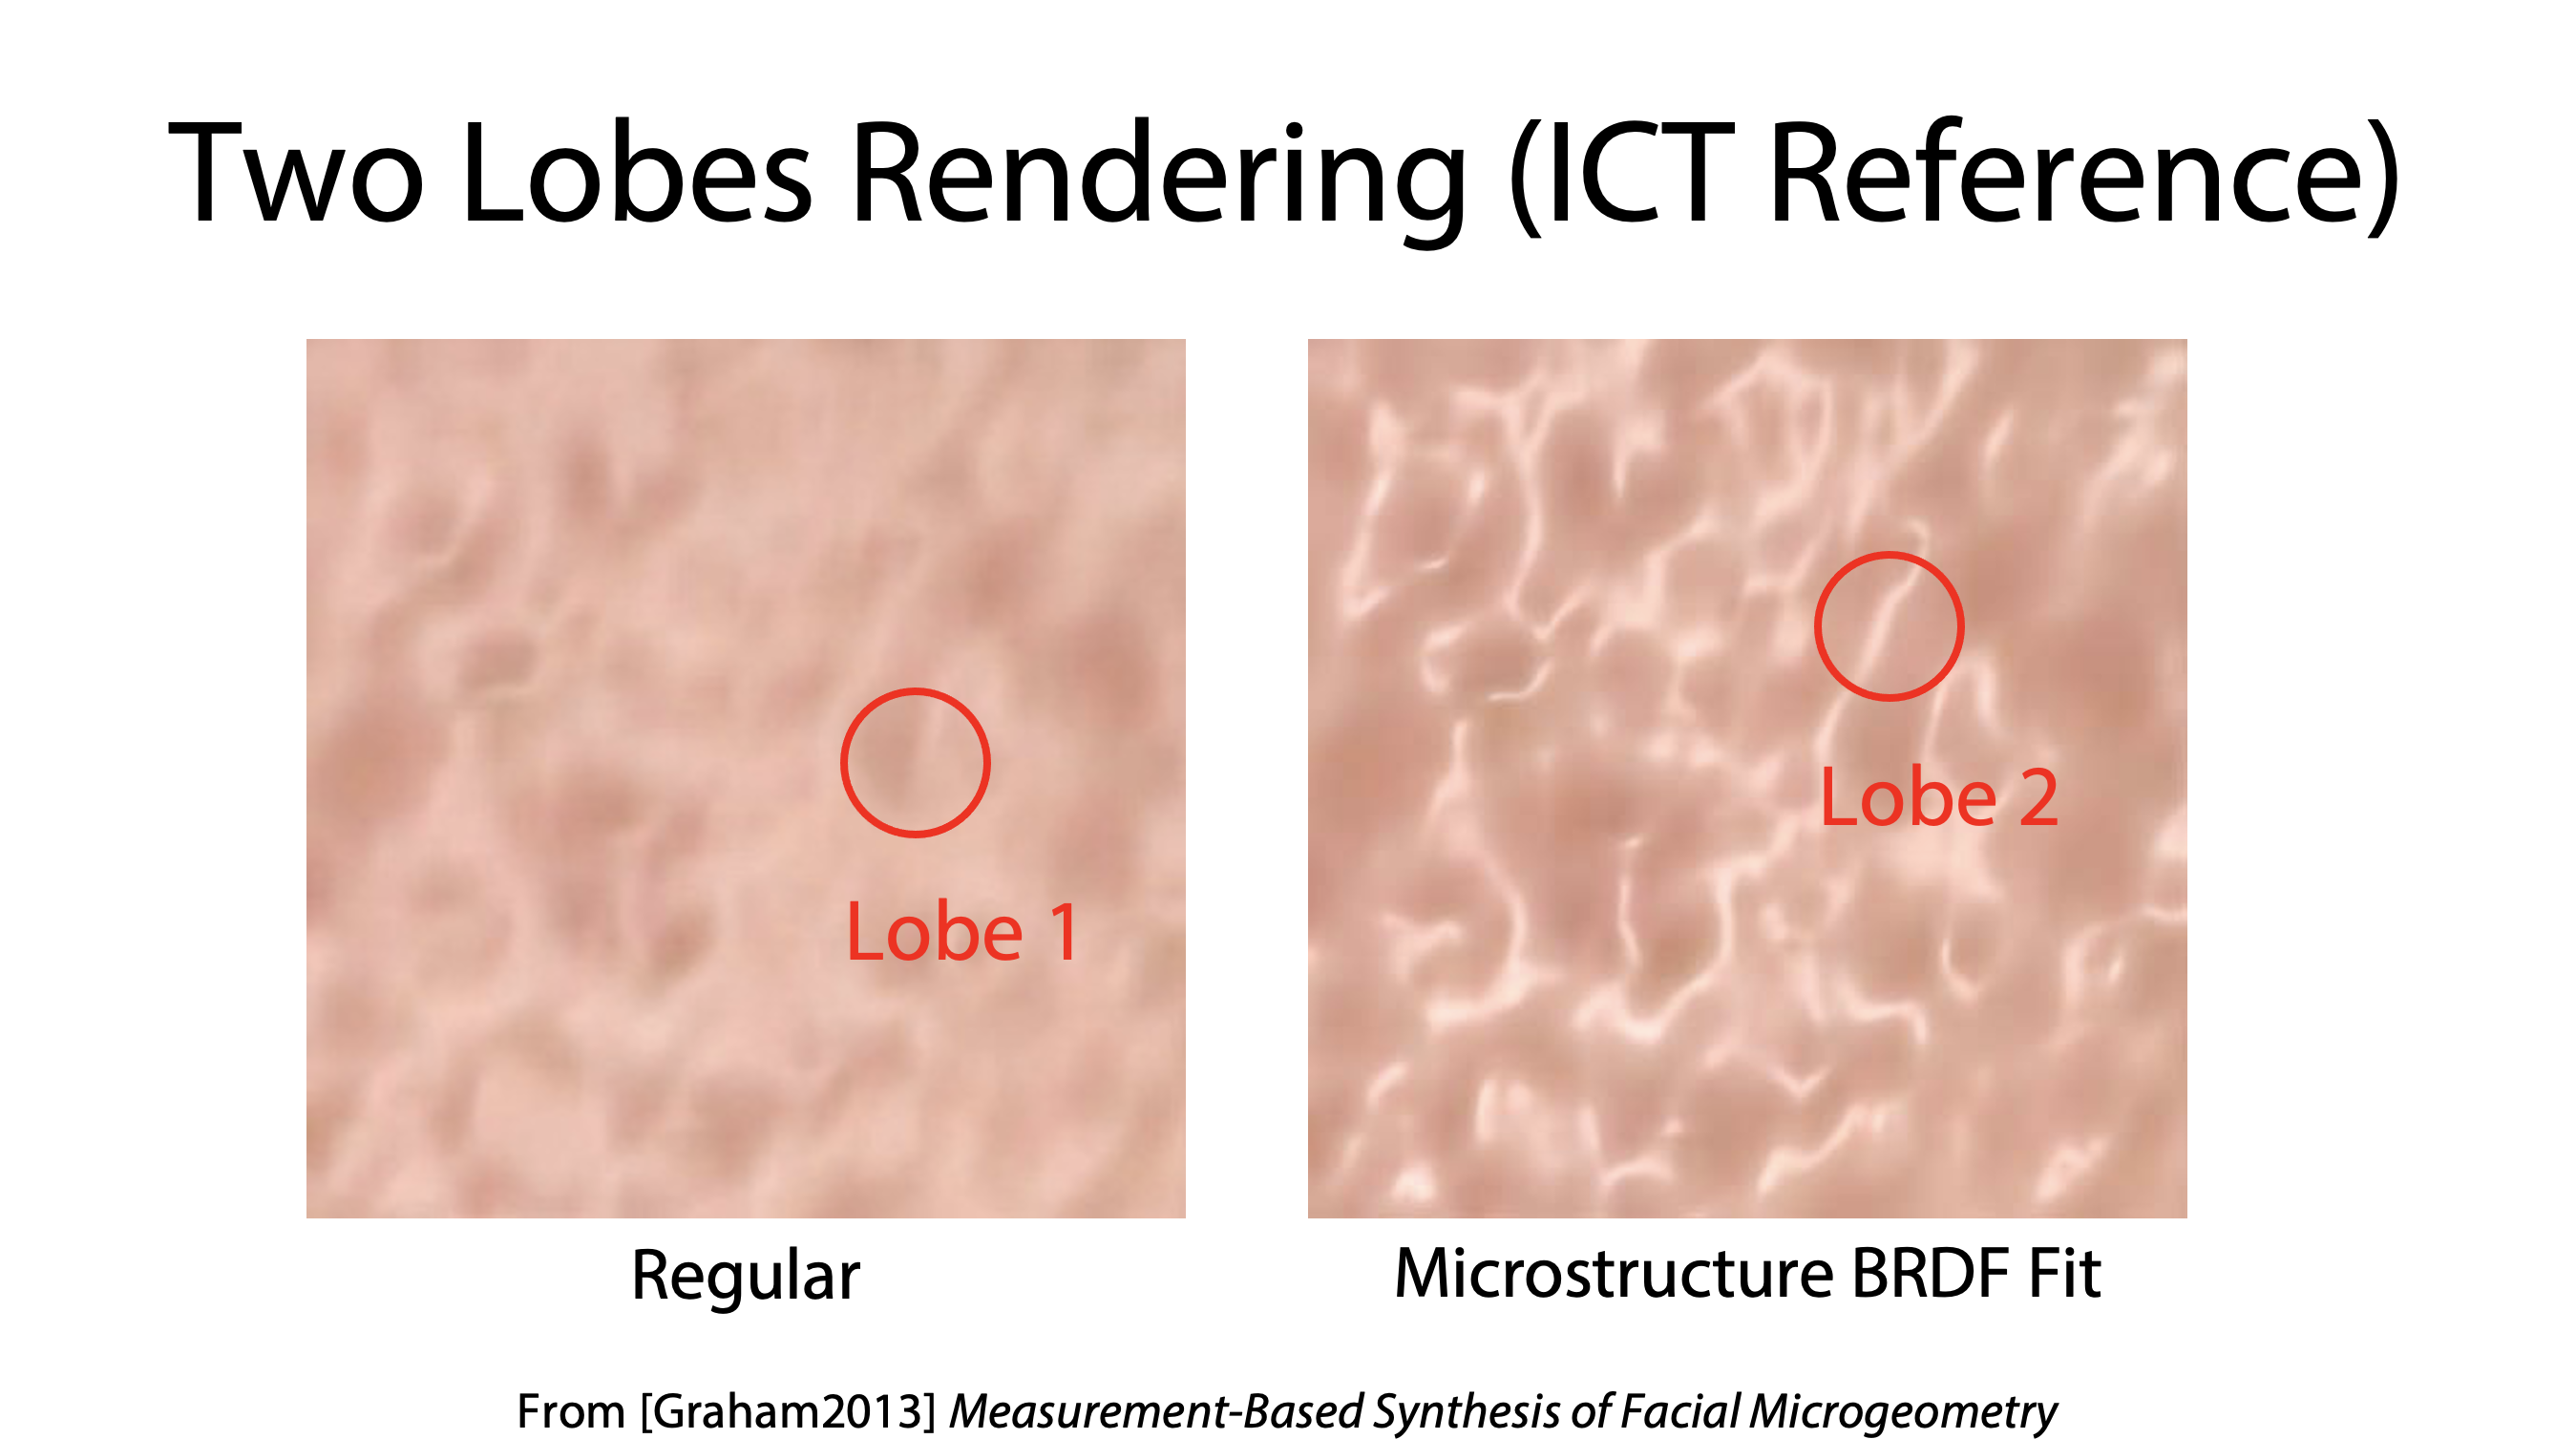 Two Lobes Rendering (ICT Reference)
Lobe 1
Lobe 2
Regular
Microstructure BRDF Fit
From [Graham2013] Measurement-Based Synthesis of Facial Microgeometry